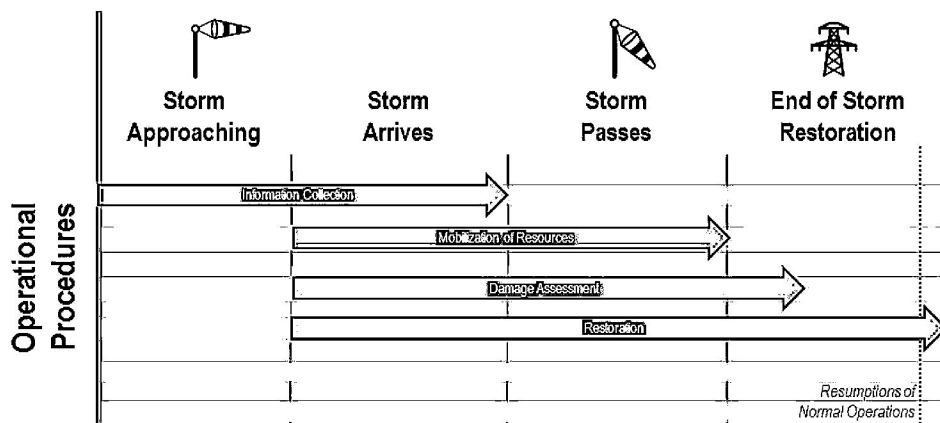 Storm
Approaching
Storm
Arrives
Storm
Passes
End of Storm
Restoration
Operational
Procedures
Information Collection
Mobilization of Resources
Damage Assessment
Restoration
Resumptions of
Normal Operations